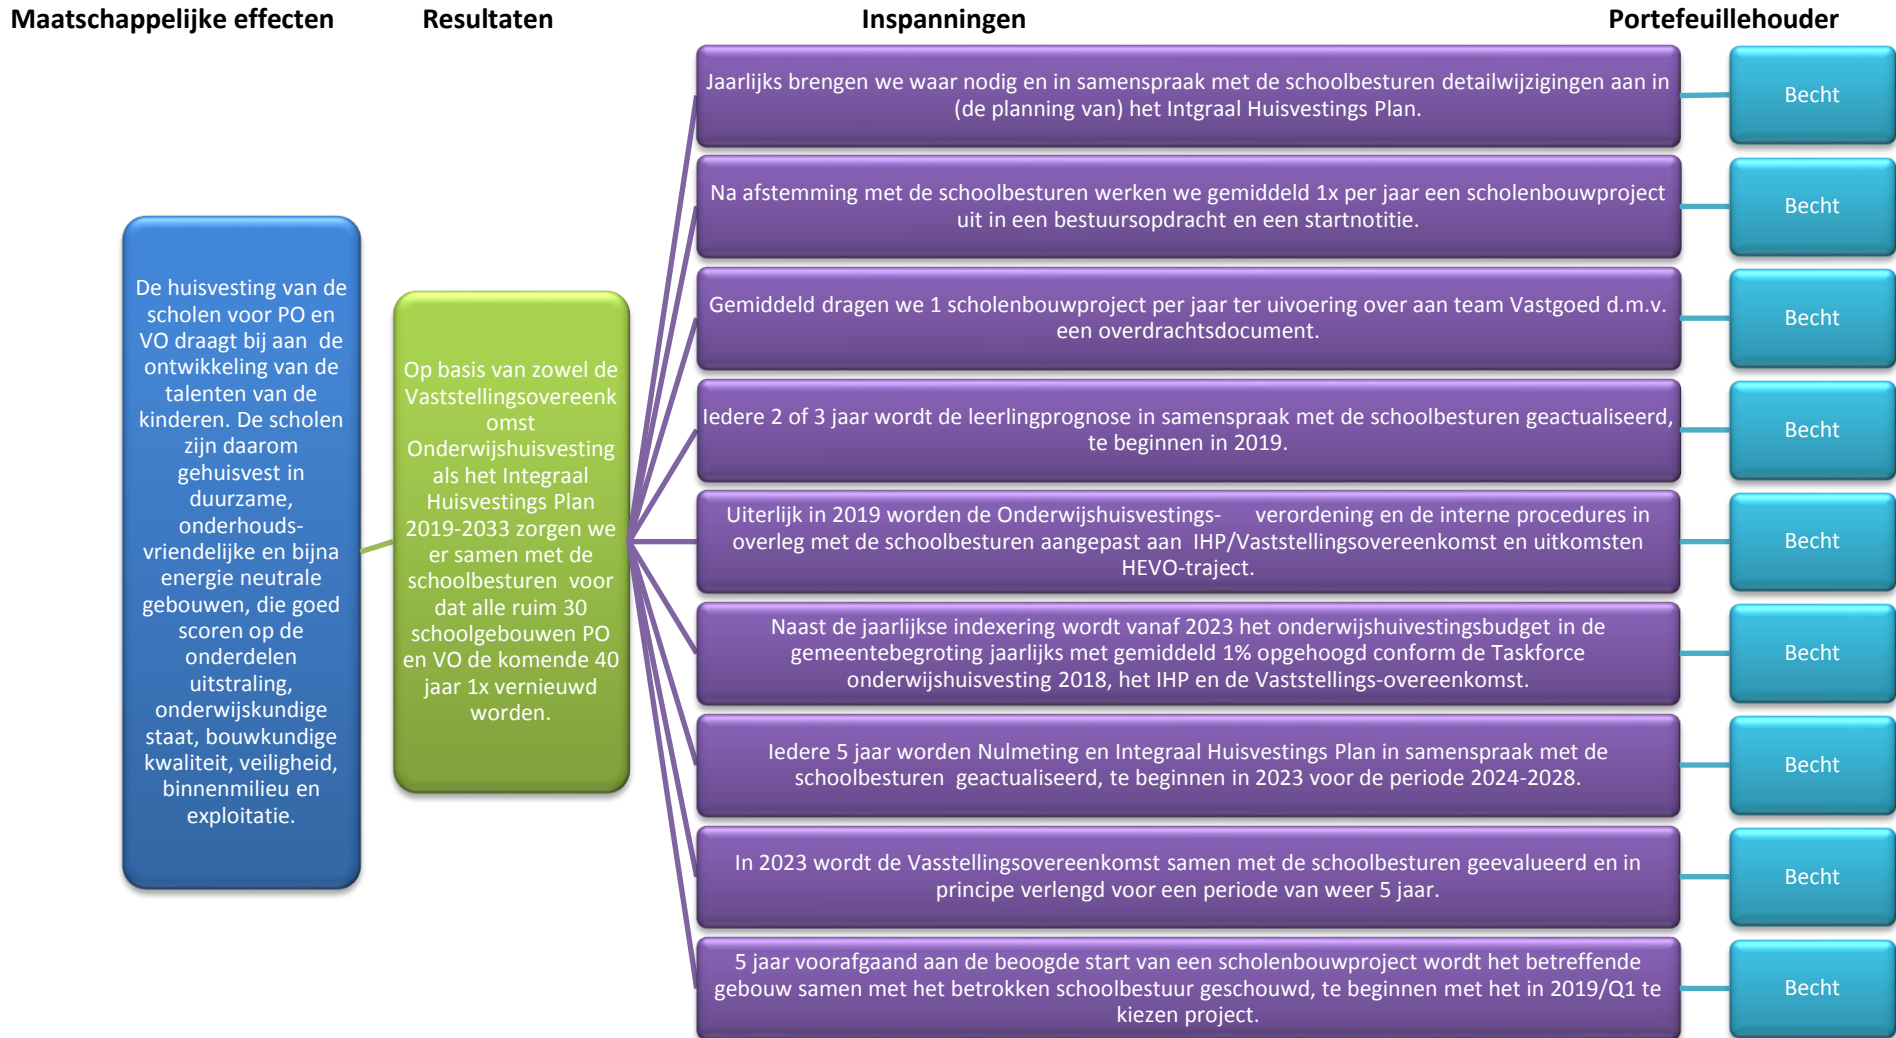 Maatschappelijke effecten
Resultaten
Inspanningen
Portefeuillehouder
De huisvesting van de
scholen voor PO en
VO draagt bij aan de
ontwikkeling van de
talenten van de
kinderen. De scholen
zijn daarom
gehuisvest in
duurzame,
onderhouds-
vriendelijke en bijna
energie neutrale
gebouwen, die goed
scoren op de
onderdelen
uitstraling,
onderwijskundige
staat, bouwkundige
kwaliteit, veiligheid,
binnenmilieu en
exploitatie.
Op basis van zowel de
Vaststellingsovereenk
omst
Onderwijshuisvesting
als het Integraal
Huisvestings Plan
2019-2033 zorgen we
er samen met de
schoolbesturen voor
dat alle ruim 30
schoolgebouwen PO
en VO de komende 40
jaar 1x vernieuwd
worden.
Jaarlijks brengen we waar nodig en in samenspraak met de schoolbesturen detailwijzigingen aan in
(de planning van) het Intgraal Huisvestings Plan.
Becht
Na afstemming met de schoolbesturen werken we gemiddeld 1x per jaar een scholenbouwproject
uit in een bestuursopdracht en een startnotitie.
Becht
Gemiddeld dragen we 1 scholenbouwproject per jaar ter uivoering over aan team Vastgoed d.m.v.
een overdrachtsdocument.
Becht
Iedere 2 of 3 jaar wordt de leerlingprognose in samenspraak met de schoolbesturen geactualiseerd,
te beginnen in 2019.
Becht
Uiterlijk in 2019 worden de Onderwijshuisvestings- verordening en de interne procedures in
overleg met de schoolbesturen aangepast aan IHP/Vaststellingsovereenkomst en uitkomsten
HEVO-traject.
Becht
Naast de jaarlijkse indexering wordt vanaf 2023 het onderwijshuivestingsbudget in de
gemeentebegroting jaarlijks met gemiddeld 1% opgehoogd conform de Taskforce
onderwijshuisvesting 2018, het IHP en de Vaststellings-overeenkomst.
Becht
Iedere 5 jaar worden Nulmeting en Integraal Huisvestings Plan in samenspraak met de
schoolbesturen geactualiseerd, te beginnen in 2023 voor de periode 2024-2028.
Becht
In 2023 wordt de Vasstellingsovereenkomst samen met de schoolbesturen geevalueerd en in
principe verlengd voor een periode van weer 5 jaar.
Becht
5 jaar voorafgaand aan de beoogde start van een scholenbouwproject wordt het betreffende
gebouw samen met het betrokken schoolbestuur geschouwd, te beginnen met het in 2019/Q1 te
kiezen project.
Becht